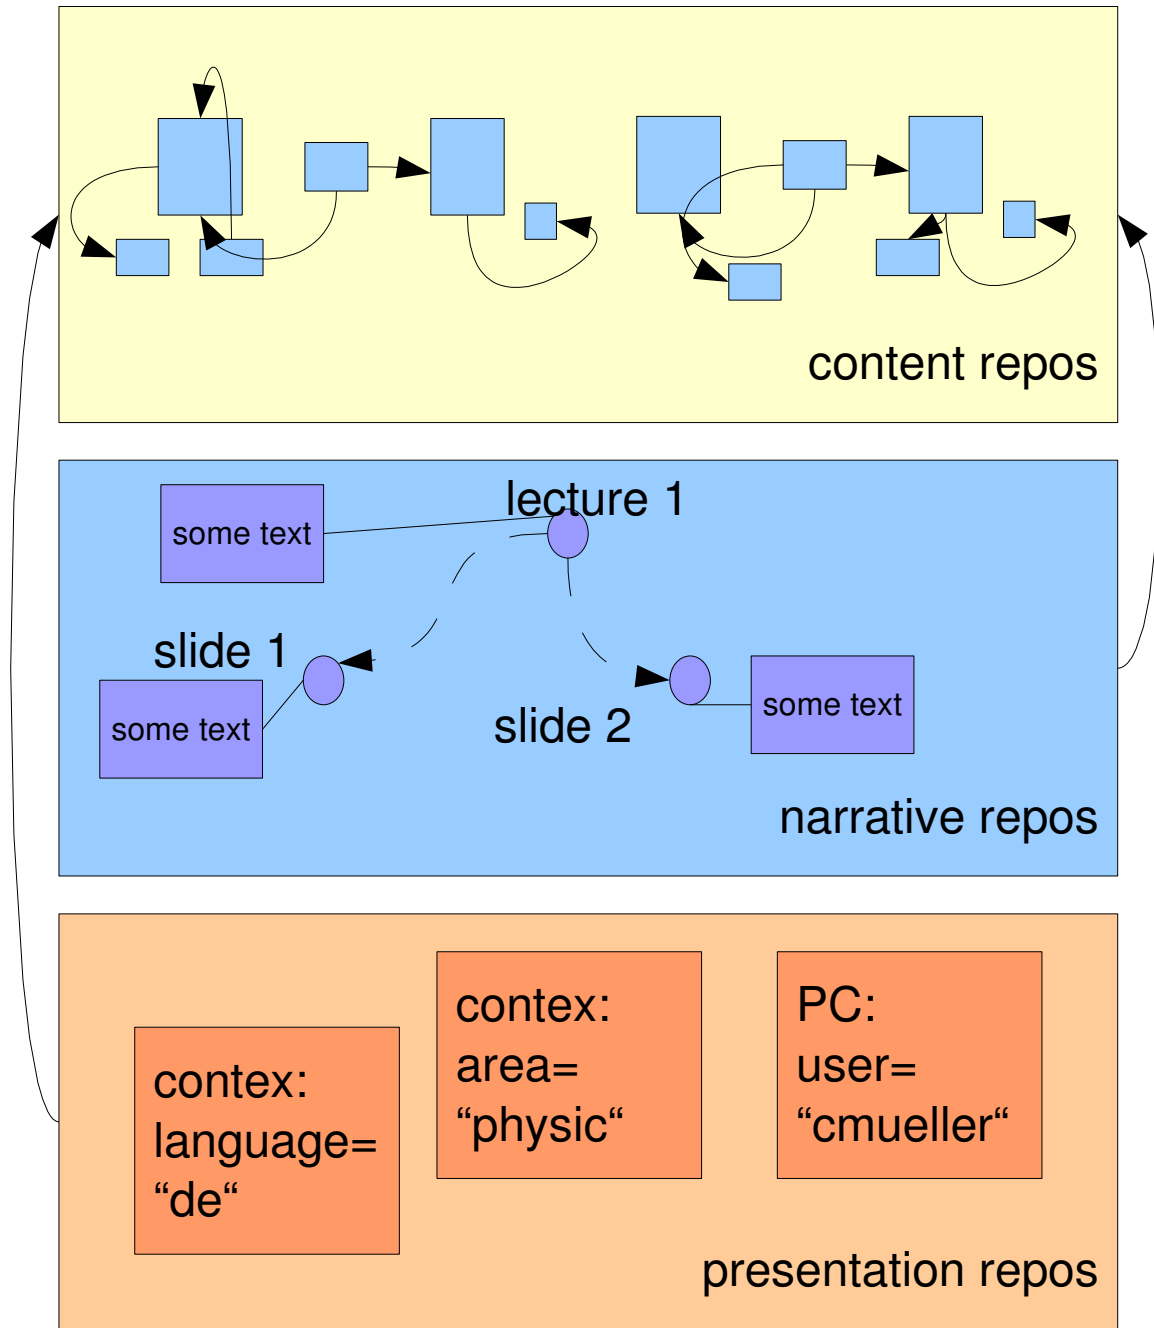 content repos
lecture 1
some text
slide 1
some text
slide 2
some text
narrative repos
contex:
language=
“de“
contex:
area=
“physic“
PC:
user=
“cmueller“
presentation repos